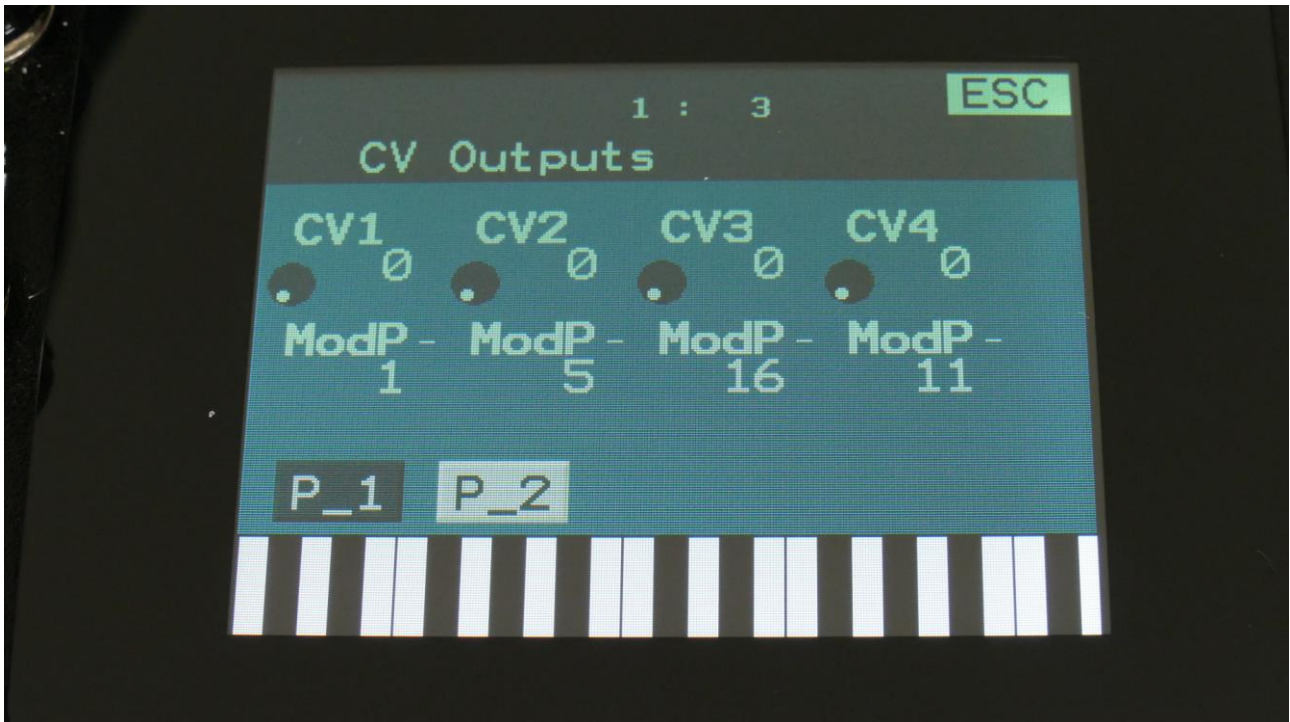 1 : 3 ESC
CV Outputs
CV1 CV2 CV3 CV4
0 0 0 0
ModP- ModP- ModP- ModP-
1 5 16 11
P_1 P_2